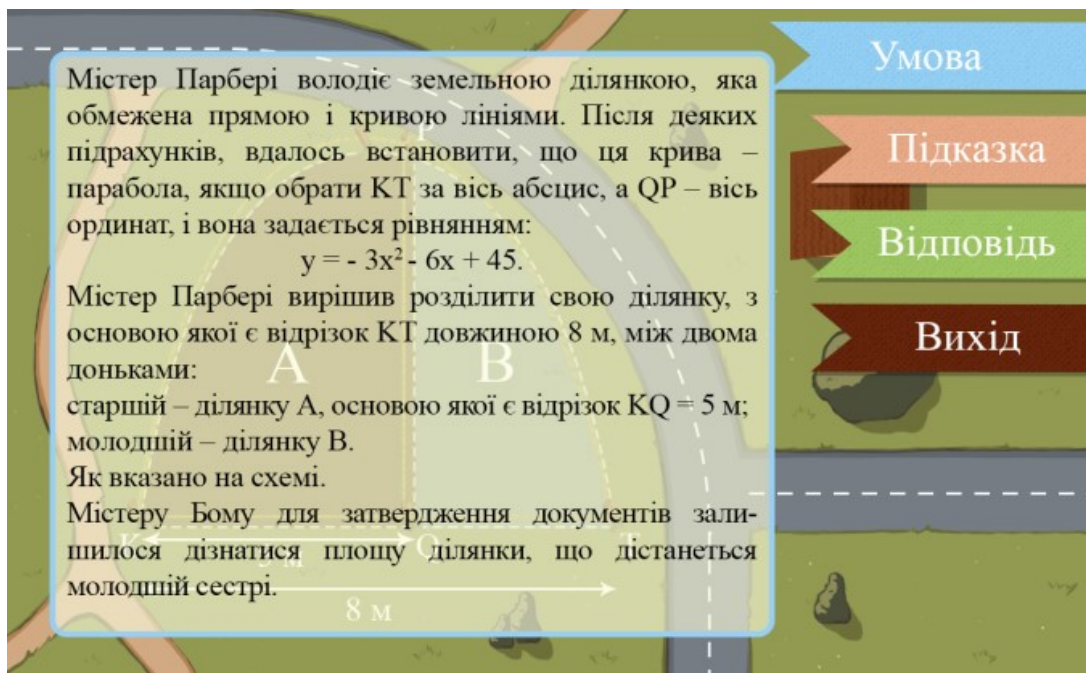 Містер Парбері володіє земельною ділянкою, яка
обмежена прямою і кривою лініями. Після деяких
підрахунків, вдалось встановити, що ця крива –
парабола, якщо обрати KT за вісь абсцис, а QP – вісь
ординат, і вона задається рівнянням:
y = - 3x² - 6x + 45.
Містер Парбері вирішив розділити свою ділянку, з
основою якої є відрізок KT довжиною 8 м, між двома
доньками:
старшій – ділянку A, основою якої є відрізок KQ = 5 м;
молодшій – ділянку B.
Як вказано на схемі.
Містеру Бому для затвердження документів зали-
шилося дізнатися площу ділянки, що дістанеться
молодшій сестрі.
P
A
B
K
Q
T
5 м
8 м
Умова
Підказка
Відповідь
Вихід